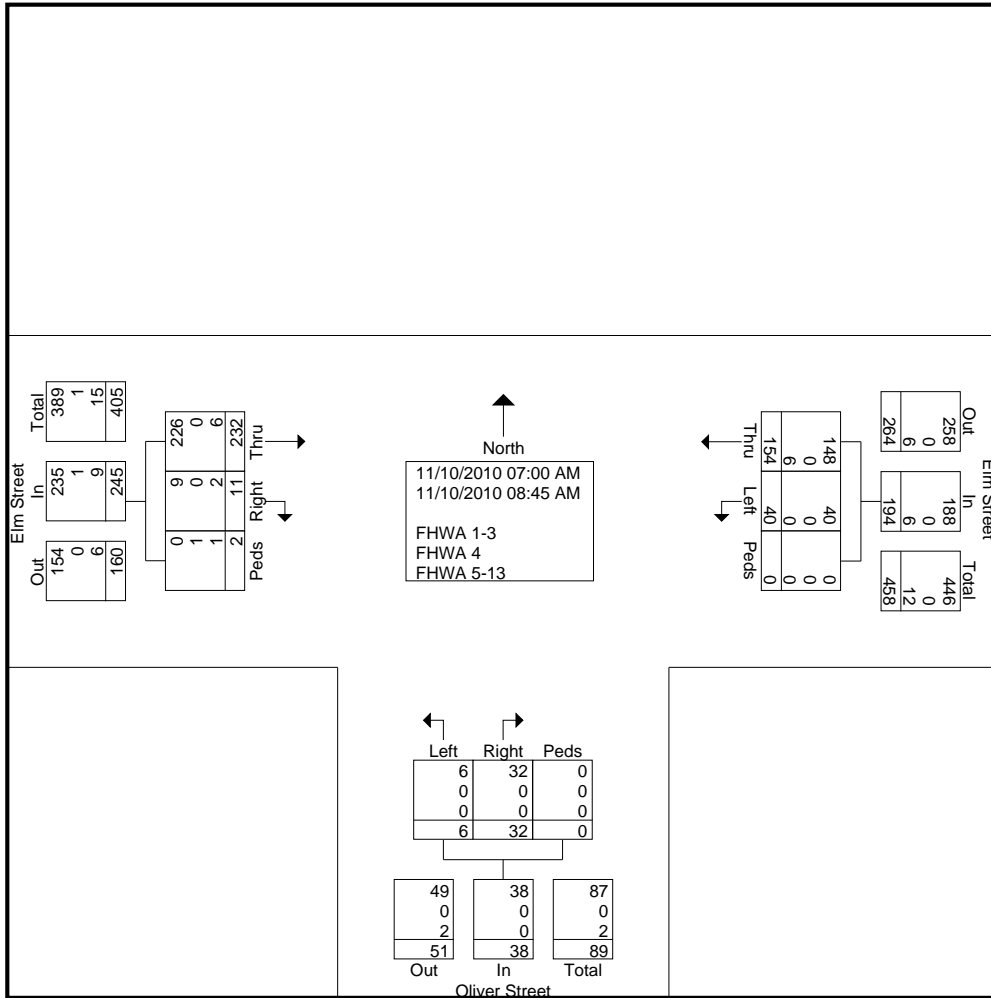 Elm Street
Total
389
1
15
405
In
235
1
9
245
Out
154
0
6
160
Thru
226
0
6
232
Right
9
0
2
11
Peds
0
1
1
2
North
11/10/2010 07:00 AM
11/10/2010 08:45 AM
FHWA 1-3
FHWA 4
FHWA 5-13
Thru
148
0
6
154
Left
40
0
0
40
Peds
0
0
0
0
Elm Street
Out
258
0
6
264
In
188
0
6
194
Total
446
0
12
458
Left Right Peds
6 32 0
0 0 0
0 0 0
6 32 0
49 38 87
0 0 0
2 0 2
51 38 89
Out In Total
Oliver Street